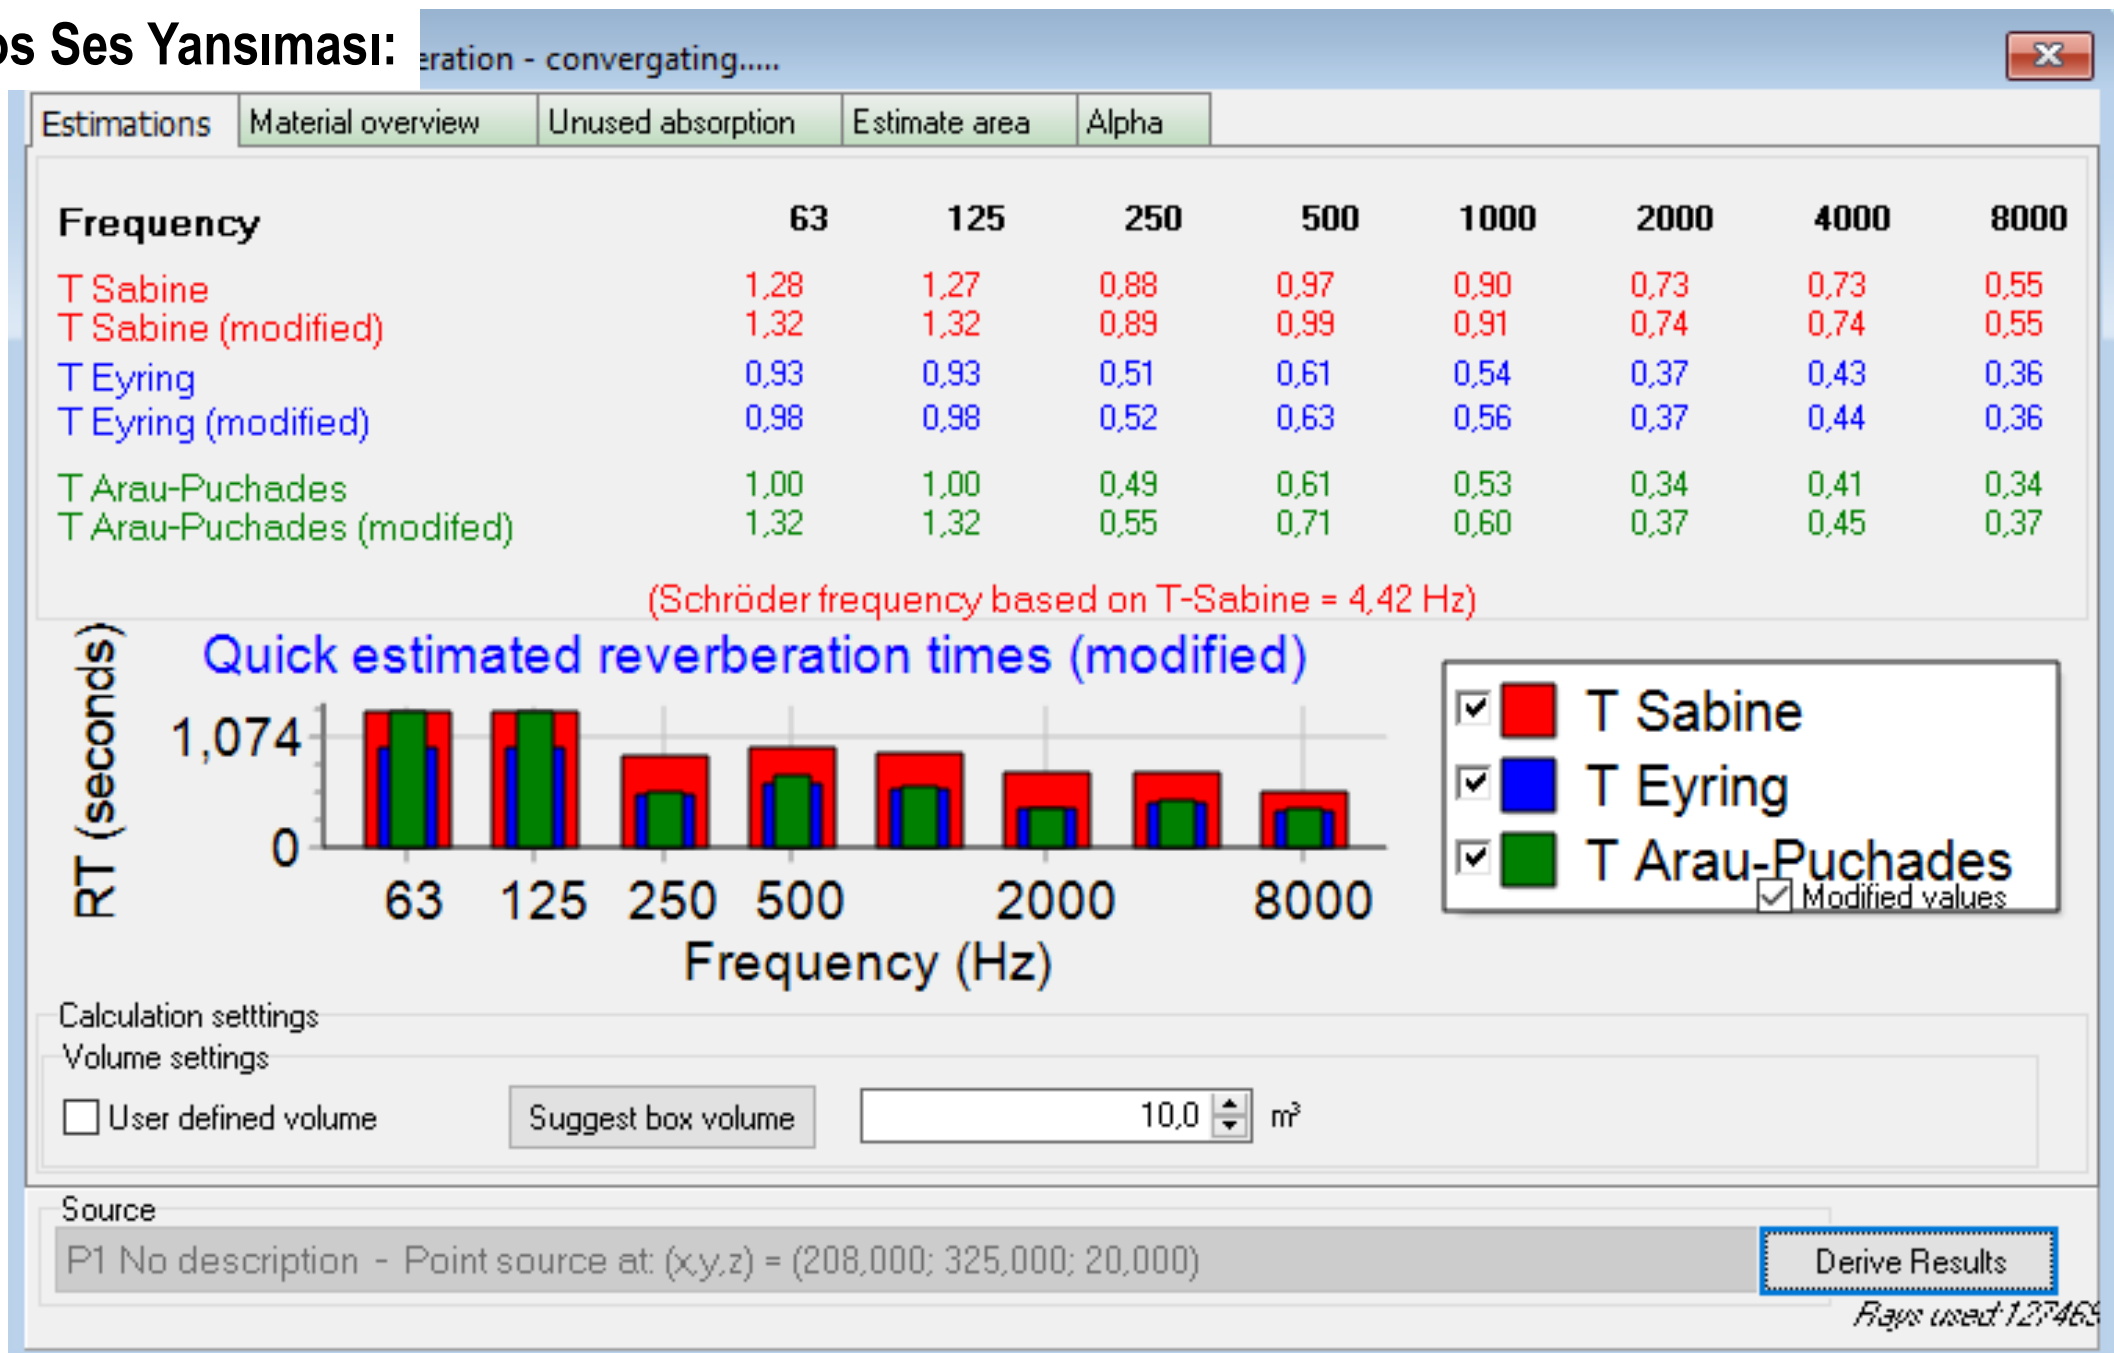 os Ses Yansıması:
eration - convergating.....
Estimations Material overview Unused absorption Estimate area Alpha
Frequency 63 125 250 500 1000 2000 4000 8000
T Sabine 1,28 1,27 0,88 0,97 0,90 0,73 0,73 0,55
T Sabine (modified) 1,32 1,32 0,89 0,99 0,91 0,74 0,74 0,55
T Eyring 0,93 0,93 0,51 0,61 0,54 0,37 0,43 0,36
T Eyring (modified) 0,98 0,98 0,52 0,63 0,56 0,37 0,44 0,36
T Arau-Puchades 1,00 1,00 0,49 0,61 0,53 0,34 0,41 0,34
T Arau-Puchades (modifed) 1,32 1,32 0,55 0,71 0,60 0,37 0,45 0,37
(Schröder frequency based on T-Sabine = 4,42 Hz)
Quick estimated reverberation times (modified)
RT (seconds)
1,074
0
63 125 250 500 2000 8000
Frequency (Hz)
T Sabine
T Eyring
T Arau-Puchades
Modified values
Calculation setttings
Volume settings
User defined volume Suggest box volume 10,0 m³
Source
P1 No description - Point source at: (x,y,z) = (208,000; 325,000; 20,000) Derive Results
Rays used:127469